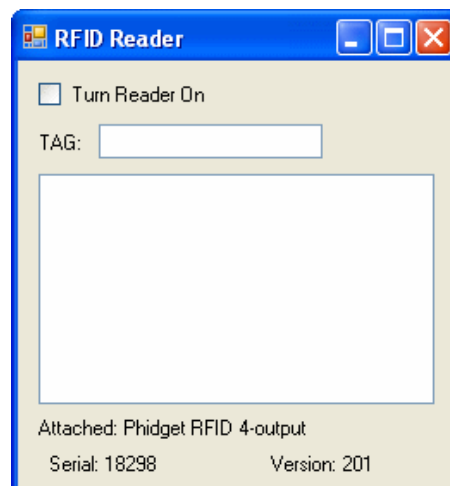 RFID Reader
Turn Reader On
TAG:
Attached: Phidget RFID 4-output
Serial: 18298 Version: 201